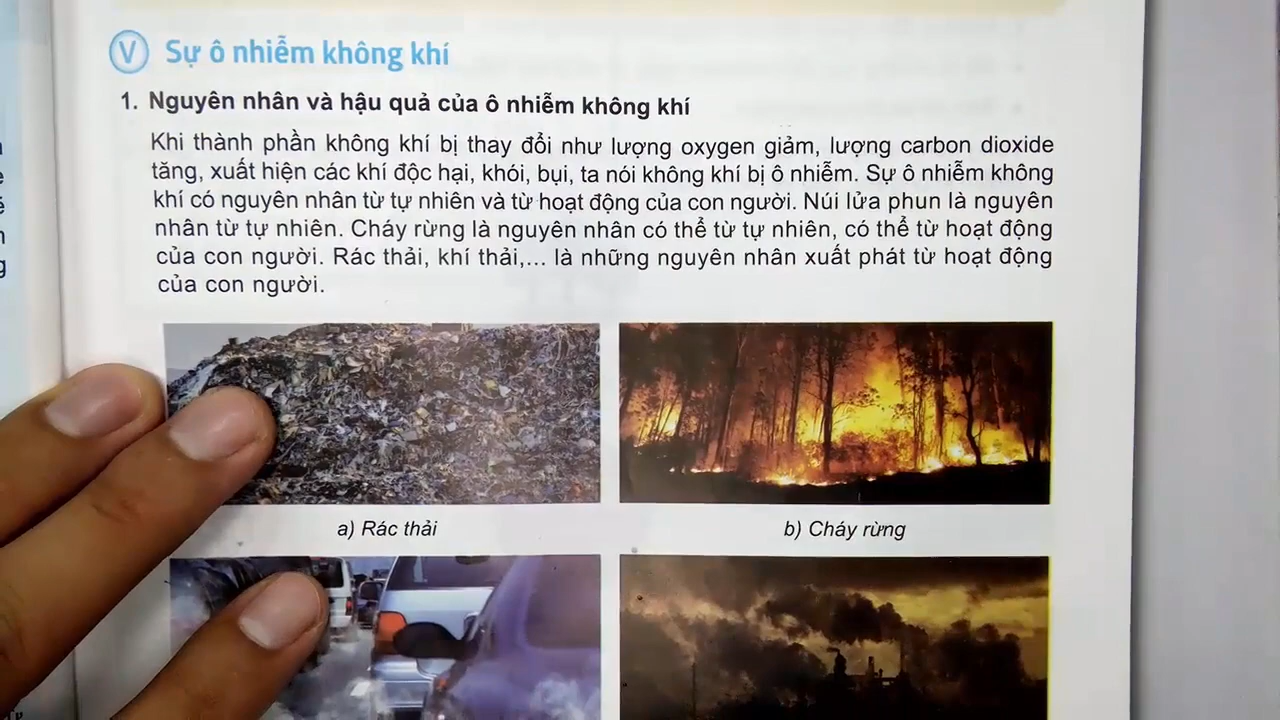 V Sự ô nhiễm không khí
1. Nguyên nhân và hậu quả của ô nhiễm không khí
Khi thành phần không khí bị thay đổi như lượng oxygen giảm, lượng carbon dioxide
tăng, xuất hiện các khí độc hại, khói, bụi, ta nói không khí bị ô nhiễm. Sự ô nhiễm không
khí có nguyên nhân từ tự nhiên và từ hoạt động của con người. Núi lửa phun là nguyên
nhân từ tự nhiên. Cháy rừng là nguyên nhân có thể từ tự nhiên, có thể từ hoạt động
của con người. Rác thải, khí thải,... là những nguyên nhân xuất phát từ hoạt động
của con người.
a) Rác thải
b) Cháy rừng